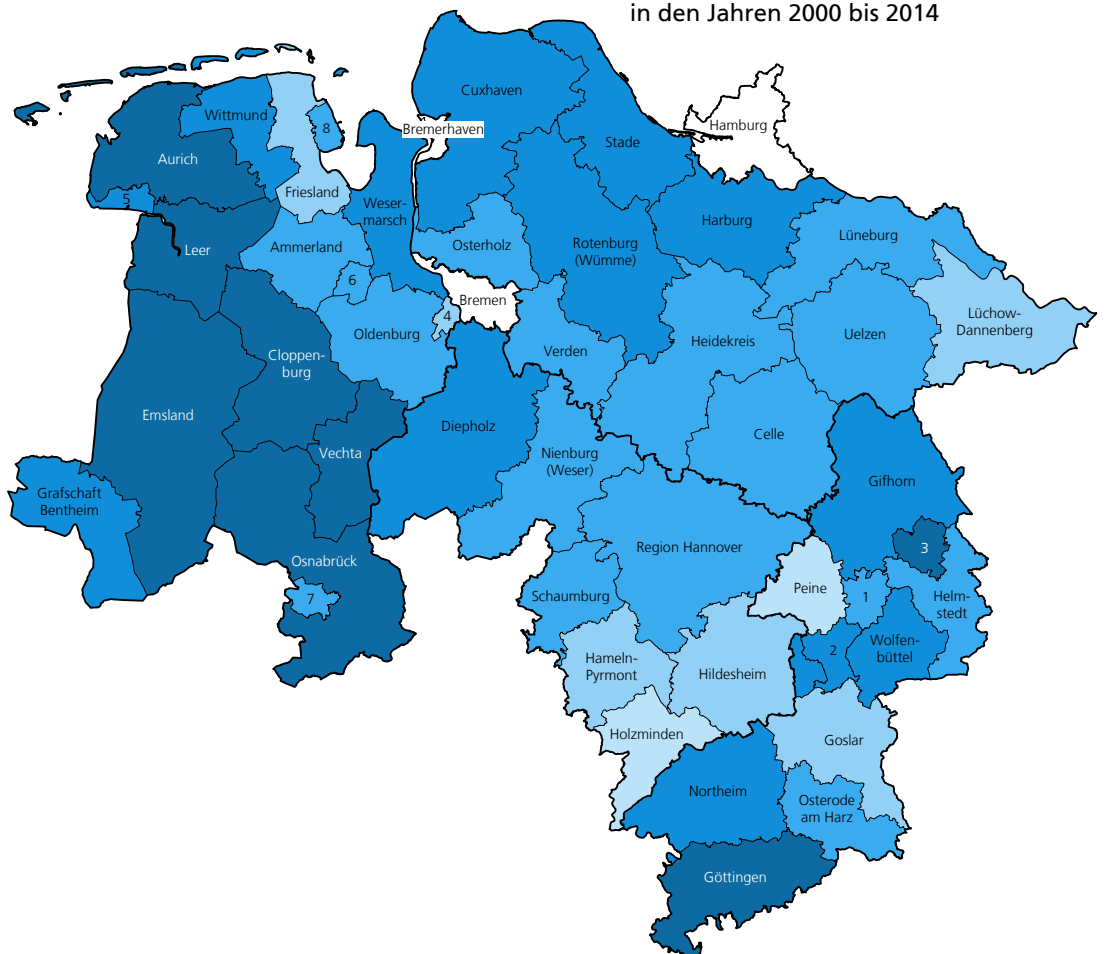 in den Jahren 2000 bis 2014
Cuxhaven
Wittmund
8
Bremerhaven
Hamburg
Stade
Aurich
5
Friesland
Weser-
marsch
Harburg
Lüneburg
Leer
Ammerland
Osterholz
Rotenburg
(Wümme)
6
Bremen
4
Lüchow-
Dannenberg
Oldenburg
Uelzen
Heidekreis
Verden
Cloppen-
burg
Emsland
Diepholz
Celle
Vechta
Nienburg
(Weser)
Gifhorn
Grafschaft
Bentheim
Region Hannover
3
Osnabrück
Peine
7
Schaumburg
1
Helm-
stedt
Wolfen-
büttel
2
Hameln-
Pyrmont
Hildesheim
Holzminden
Goslar
Northeim
Osterode
am Harz
Göttingen